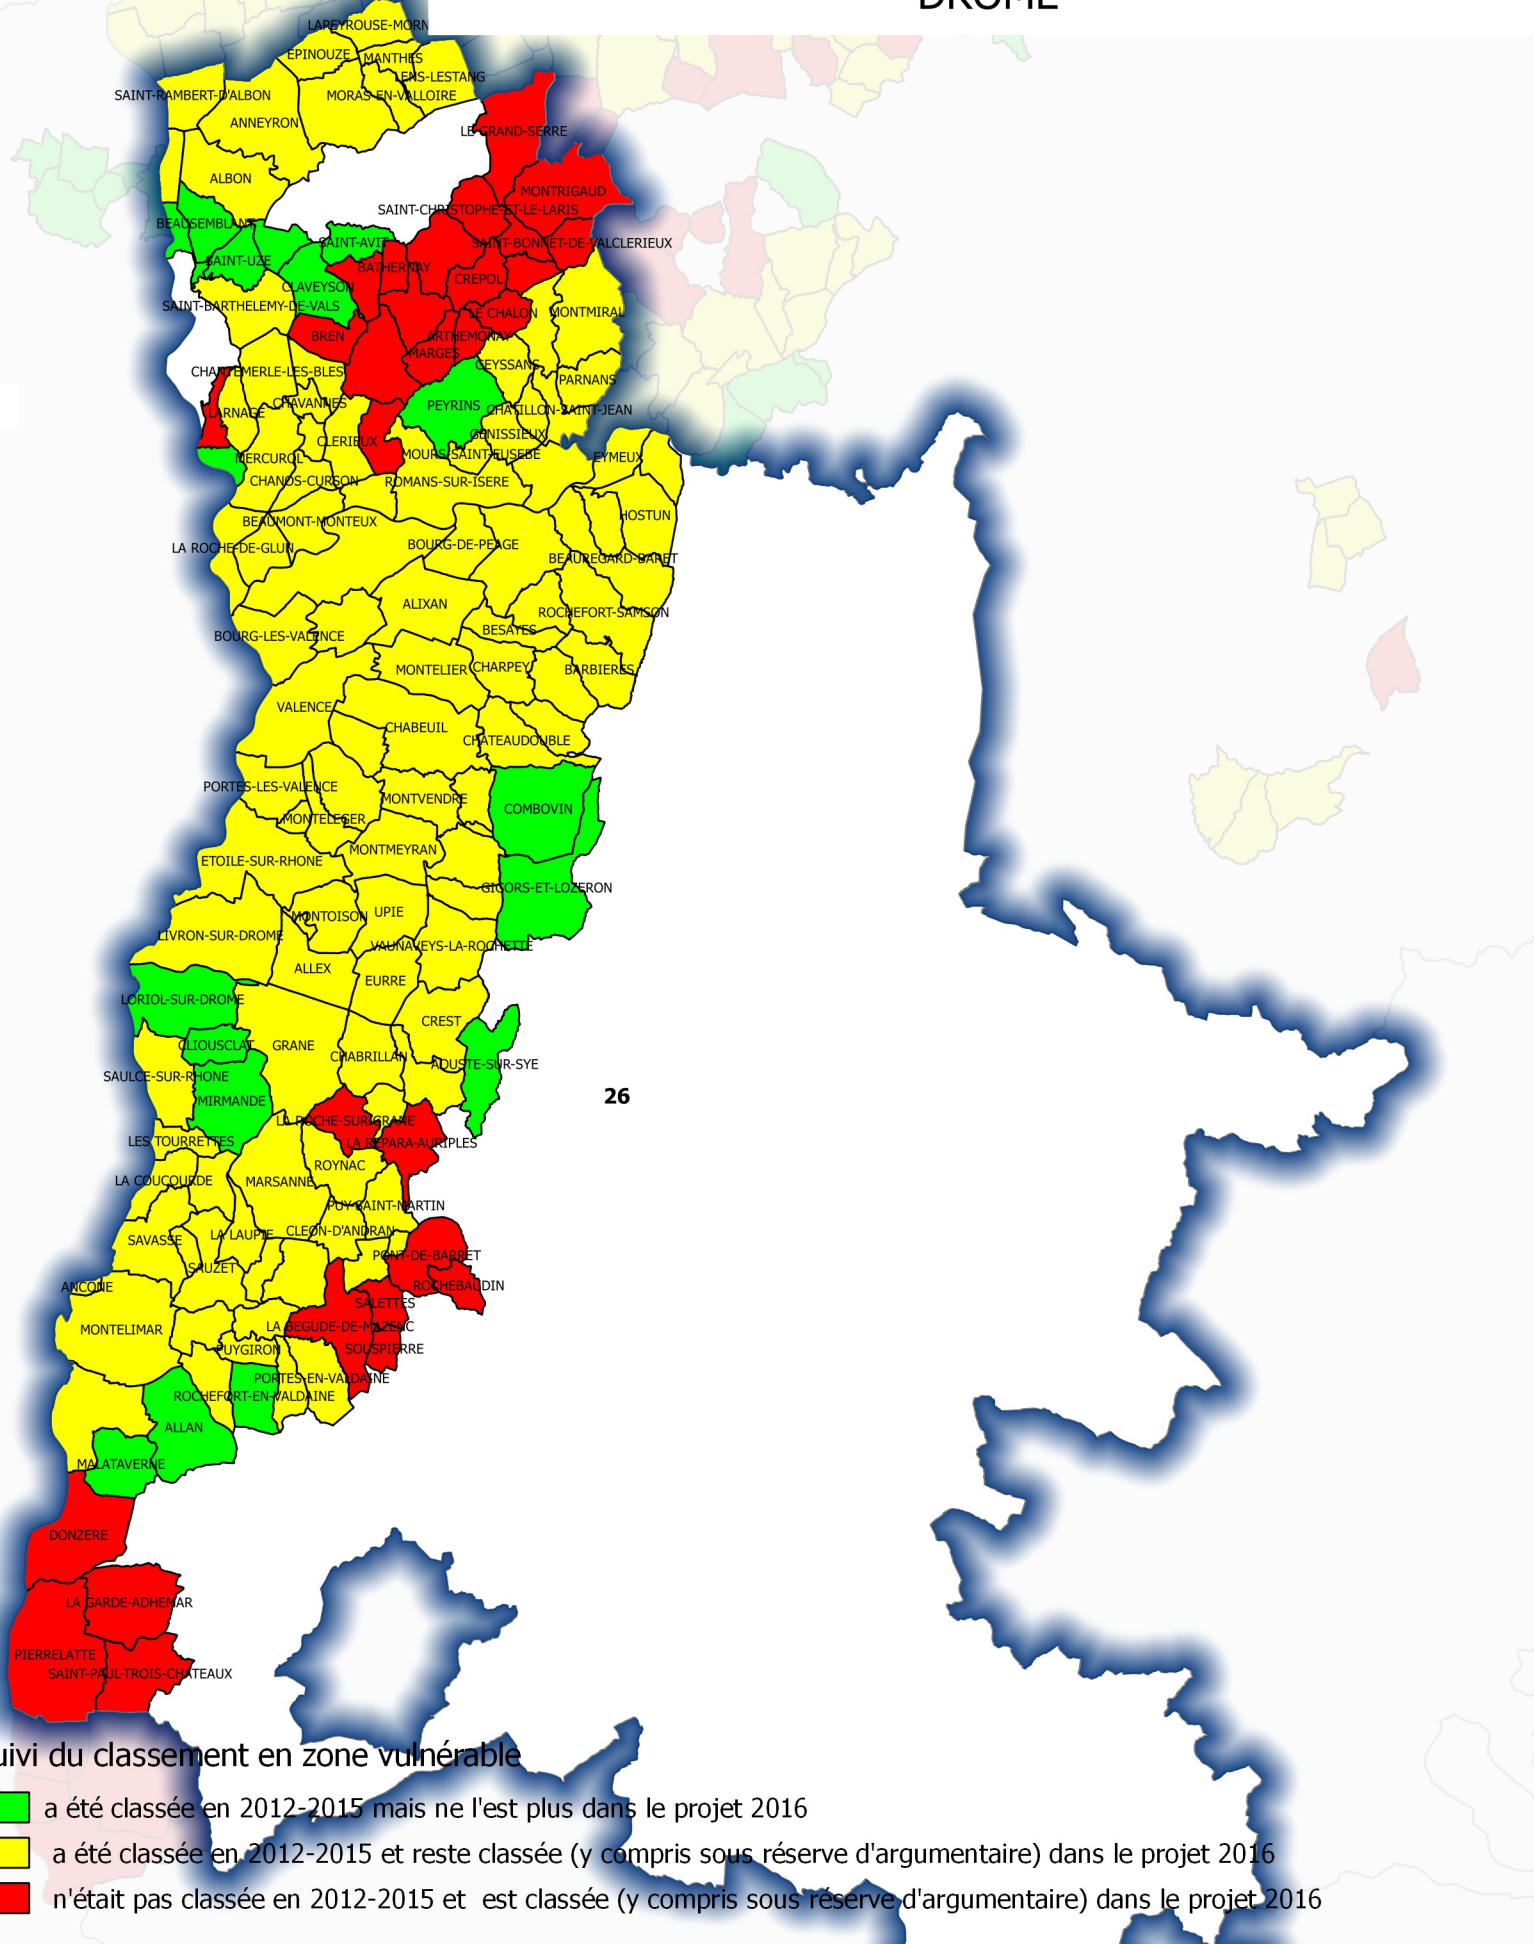 DROME
LAPEYROUSE-MORN
EPINOUZE
MANTHES
LENS-LESTANG
SAINT-RAMBERT-D'ALBON
MORAS-EN-VALLOIRE
ANNEYRON
LE GRAND-SERRE
ALBON
MONTRIGAUD
SAINT-CHRISTOPHE-ET-LE-LARIS
BEAUSEMBLANT
SAINT-AVIT
SAINT-BONNET-DE-VALCLERIEUX
SAINT-UZE
BATHERNAY
CREPOL
CLAVEYSON
SAINT-BARTHELEMY-DE-VALS
LE CHALON
MONTMIRAL
BREN
ARTHEMONAY
MARGES
GEYSSANS
CHANTEMERLE-LES-BLES
PARNANS
CHAVANNES
PEYRINS
CHATILLON-SAINT-JEAN
LARNAGE
GENISSIEUX
CLERIEUX
MOURS-SAINT-EUSEBE
EYMEUX
MERCUROL
CHANOS-CURSON
ROMANS-SUR-ISERE
HOSTUN
BEAUMONT-MONTEUX
LA ROCHE-DE-GLUN
BOURG-DE-PEAGE
BEAUREGARD-BARET
ALIXAN
ROCHEFORT-SAMSON
BESAYES
BOURG-LES-VALENCE
MONTELIER
CHARPEY
BARBIERES
VALENCE
CHABEUIL
CHATEAUDOUBLE
PORTES-LES-VALENCE
MONTVENDRE
COMBOVIN
MONTELEGER
MONTMEYRAN
ETOILE-SUR-RHONE
GIGORS-ET-LOZERON
MONTOISON
UPIE
LIVRON-SUR-DROME
VAUNAVEYS-LA-ROCHETTE
ALLEX
EURRE
LORIOL-SUR-DROME
CREST
CLIOUSCLAT
GRANE
CHABRILLAN
AOUSTE-SUR-SYE
SAULCE-SUR-RHONE
MIRMANDE
26
LA ROCHE-SUR-GRANE
LES TOURRETTES
LA REPARA-AURIPLES
ROYNAC
LA COUCOURDE
MARSANNE
PUY-SAINT-MARTIN
CLEON-D'ANDRAN
LA LAUPIE
SAVASSE
PONT-DE-BARRET
SAUZET
ANCONE
ROCHEBAUDIN
SALETTES
MONTELIMAR
LA BEGUDE-DE-MAZENC
PUYGIRON
SOUSPIERRE
PORTES-EN-VALDAINE
ROCHEFORT-EN-VALDAINE
ALLAN
MALATAVERNE
DONZERE
LA GARDE-ADHEMAR
PIERRELATTE
SAINT-PAUL-TROIS-CHATEAUX
uivi du classement en zone vulnérable
a été classée en 2012-2015 mais ne l'est plus dans le projet 2016
a été classée en 2012-2015 et reste classée (y compris sous réserve d'argumentaire) dans le projet 2016
n'était pas classée en 2012-2015 et est classée (y compris sous réserve d'argumentaire) dans le projet 2016